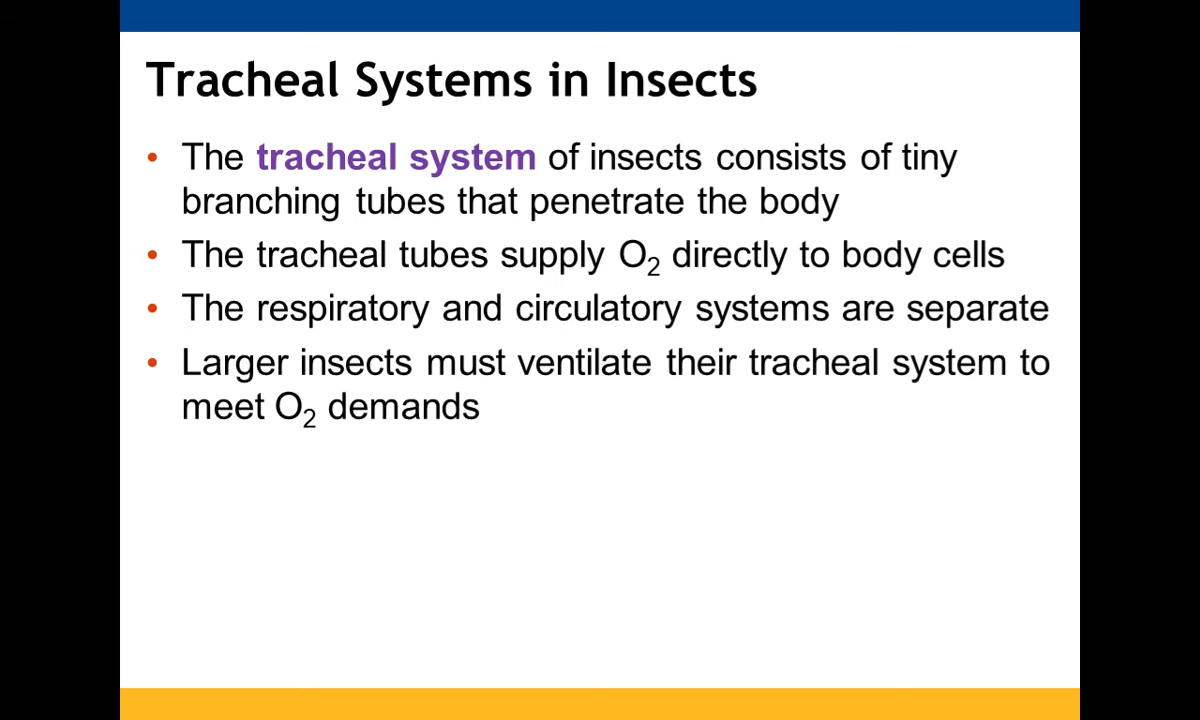 Tracheal Systems in Insects
• The tracheal system of insects consists of tiny
branching tubes that penetrate the body
• The tracheal tubes supply O₂ directly to body cells
• The respiratory and circulatory systems are separate
• Larger insects must ventilate their tracheal system to
meet O₂ demands